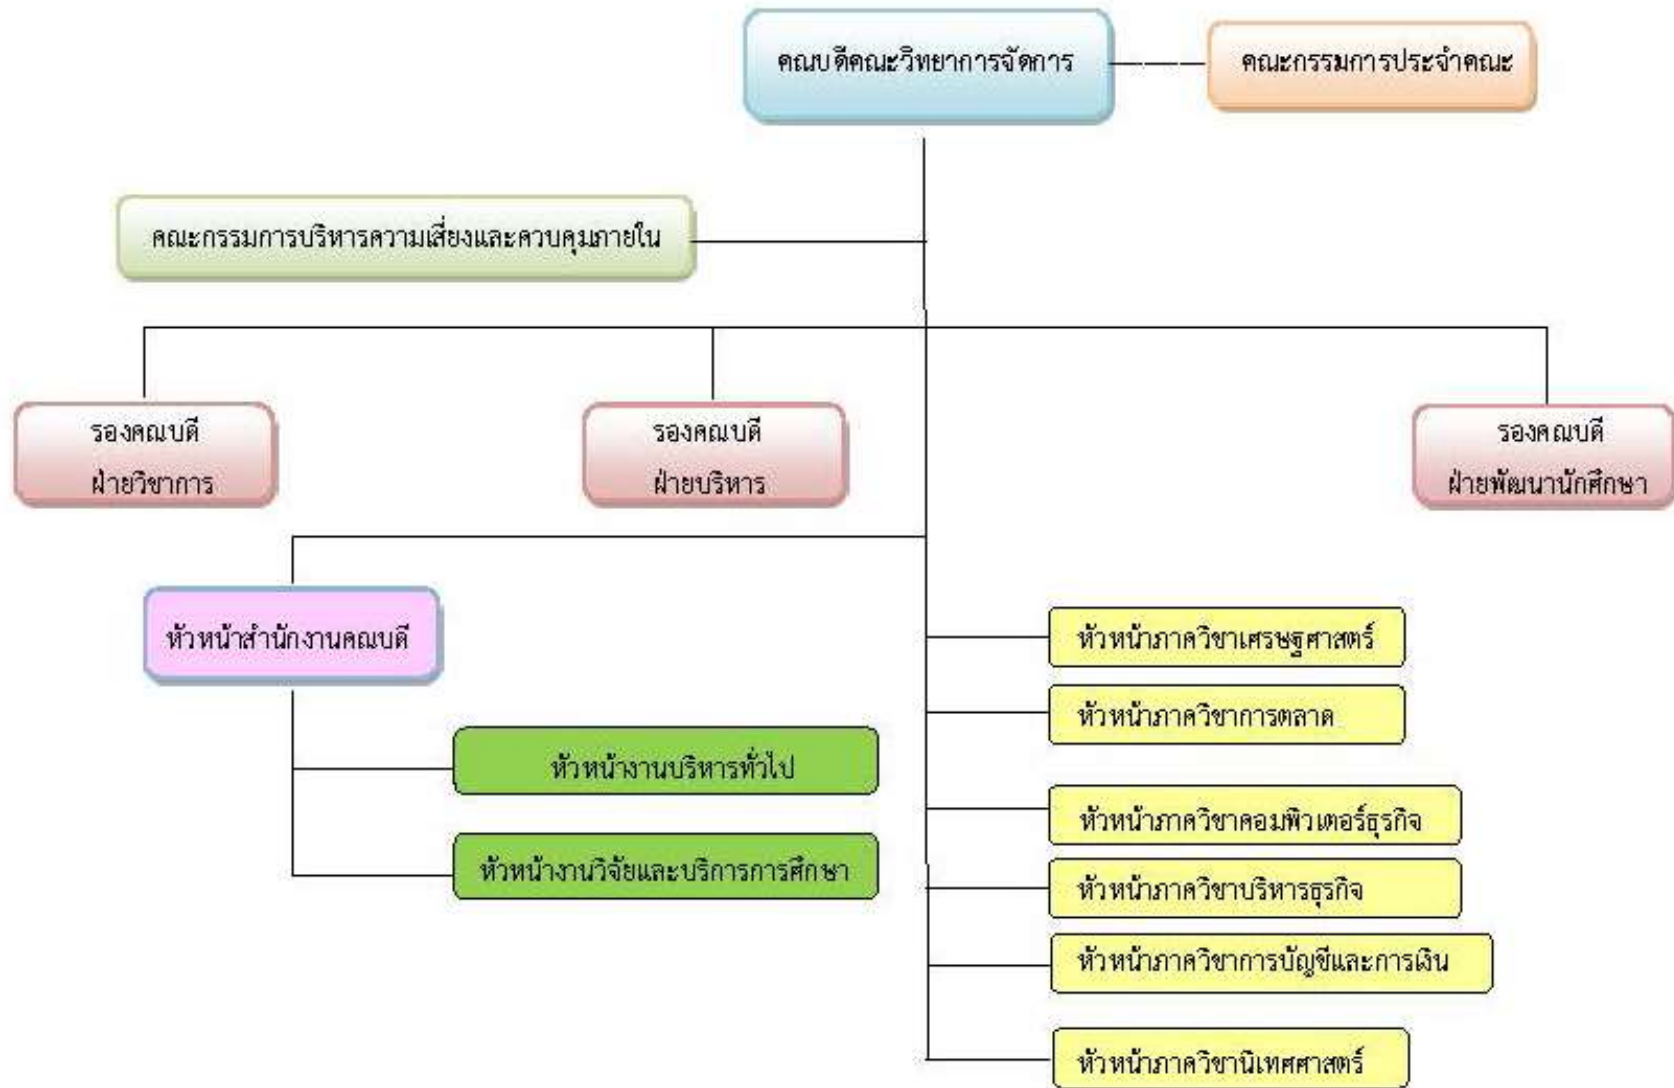 คณบดีคณะวิทยาการจัดการ
คณะกรรมการประจำคณะ
คณะกรรมการบริหารความเสี่ยงและควบคุมภายใน
รองคณบดี
ฝ่ายวิชาการ
รองคณบดี
ฝ่ายบริหาร
รองคณบดี
ฝ่ายพัฒนานักศึกษา
หัวหน้าสำนักงานคณบดี
หัวหน้างานบริหารทั่วไป
หัวหน้างานวิจัยและบริการการศึกษา
หัวหน้าภาควิชาเศรษฐศาสตร์
หัวหน้าภาควิชาการตลาด
หัวหน้าภาควิชาคอมพิวเตอร์ธุรกิจ
หัวหน้าภาควิชาบริหารธุรกิจ
หัวหน้าภาควิชาการบัญชีและการเงิน
หัวหน้าภาควิชานิเทศศาสตร์